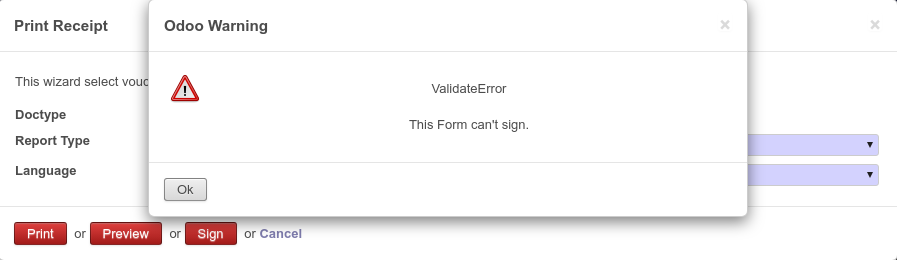 Print Receipt
×
Odoo Warning
×
This wizard select vouc
ValidateError
This Form can't sign.
Doctype
Report Type
Language
Ok
Print or Preview or Sign or Cancel